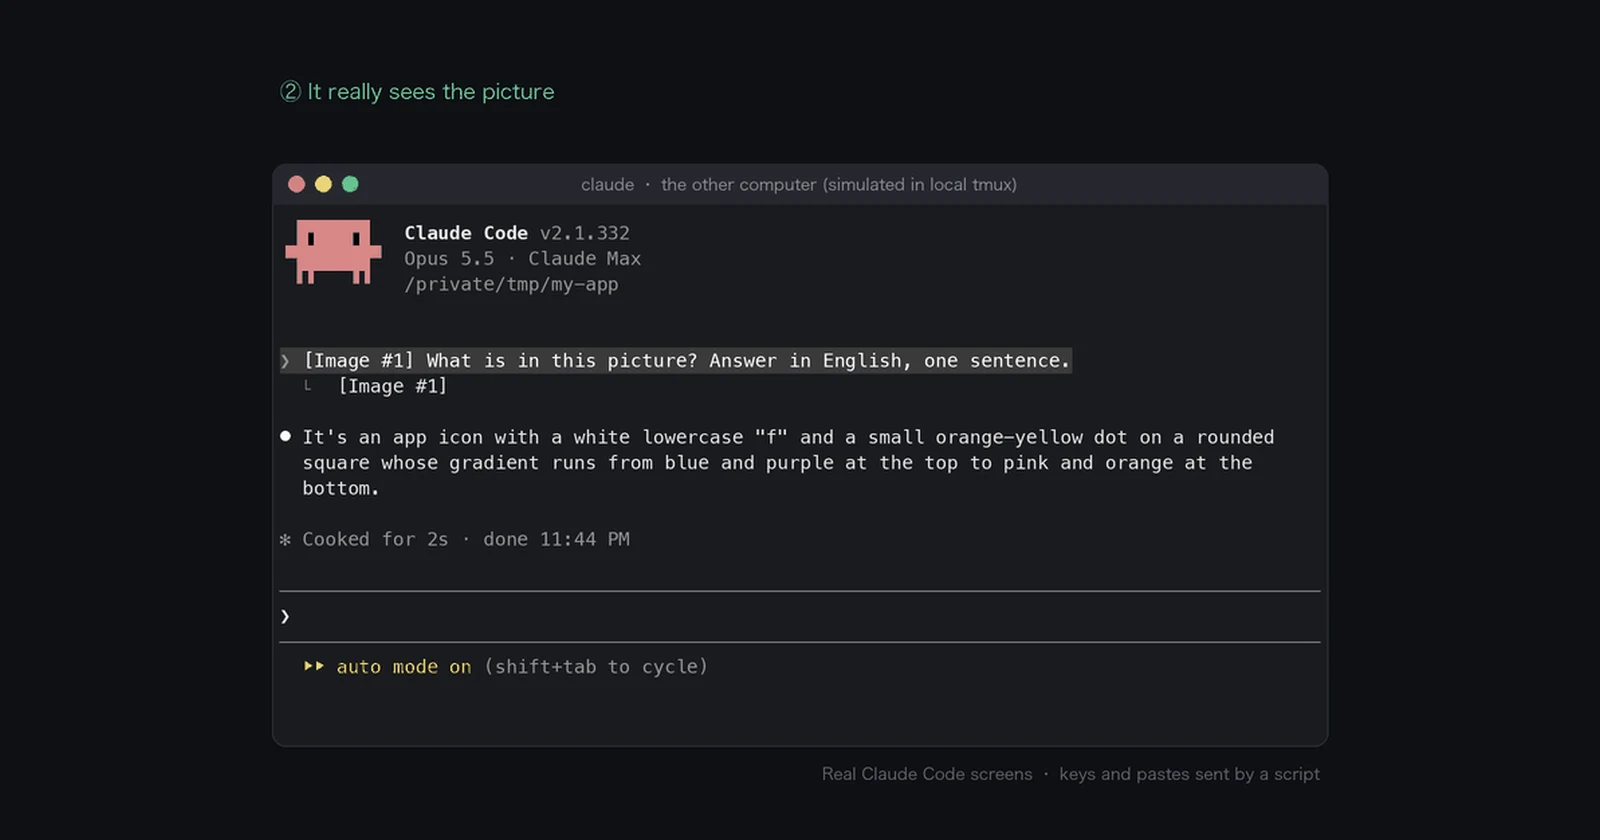 ② It really sees the picture
claude · the other computer (simulated in local tmux)
Claude Code v2.1.332
Opus 5.5 · Claude Max
/private/tmp/my-app
❯ [Image #1] What is in this picture? Answer in English, one sentence.
└ [Image #1]
● It's an app icon with a white lowercase "f" and a small orange-yellow dot on a rounded
square whose gradient runs from blue and purple at the top to pink and orange at the
bottom.
✻ Cooked for 2s · done 11:44 PM
❯
⏵⏵ auto mode on (shift+tab to cycle)
Real Claude Code screens · keys and pastes sent by a script